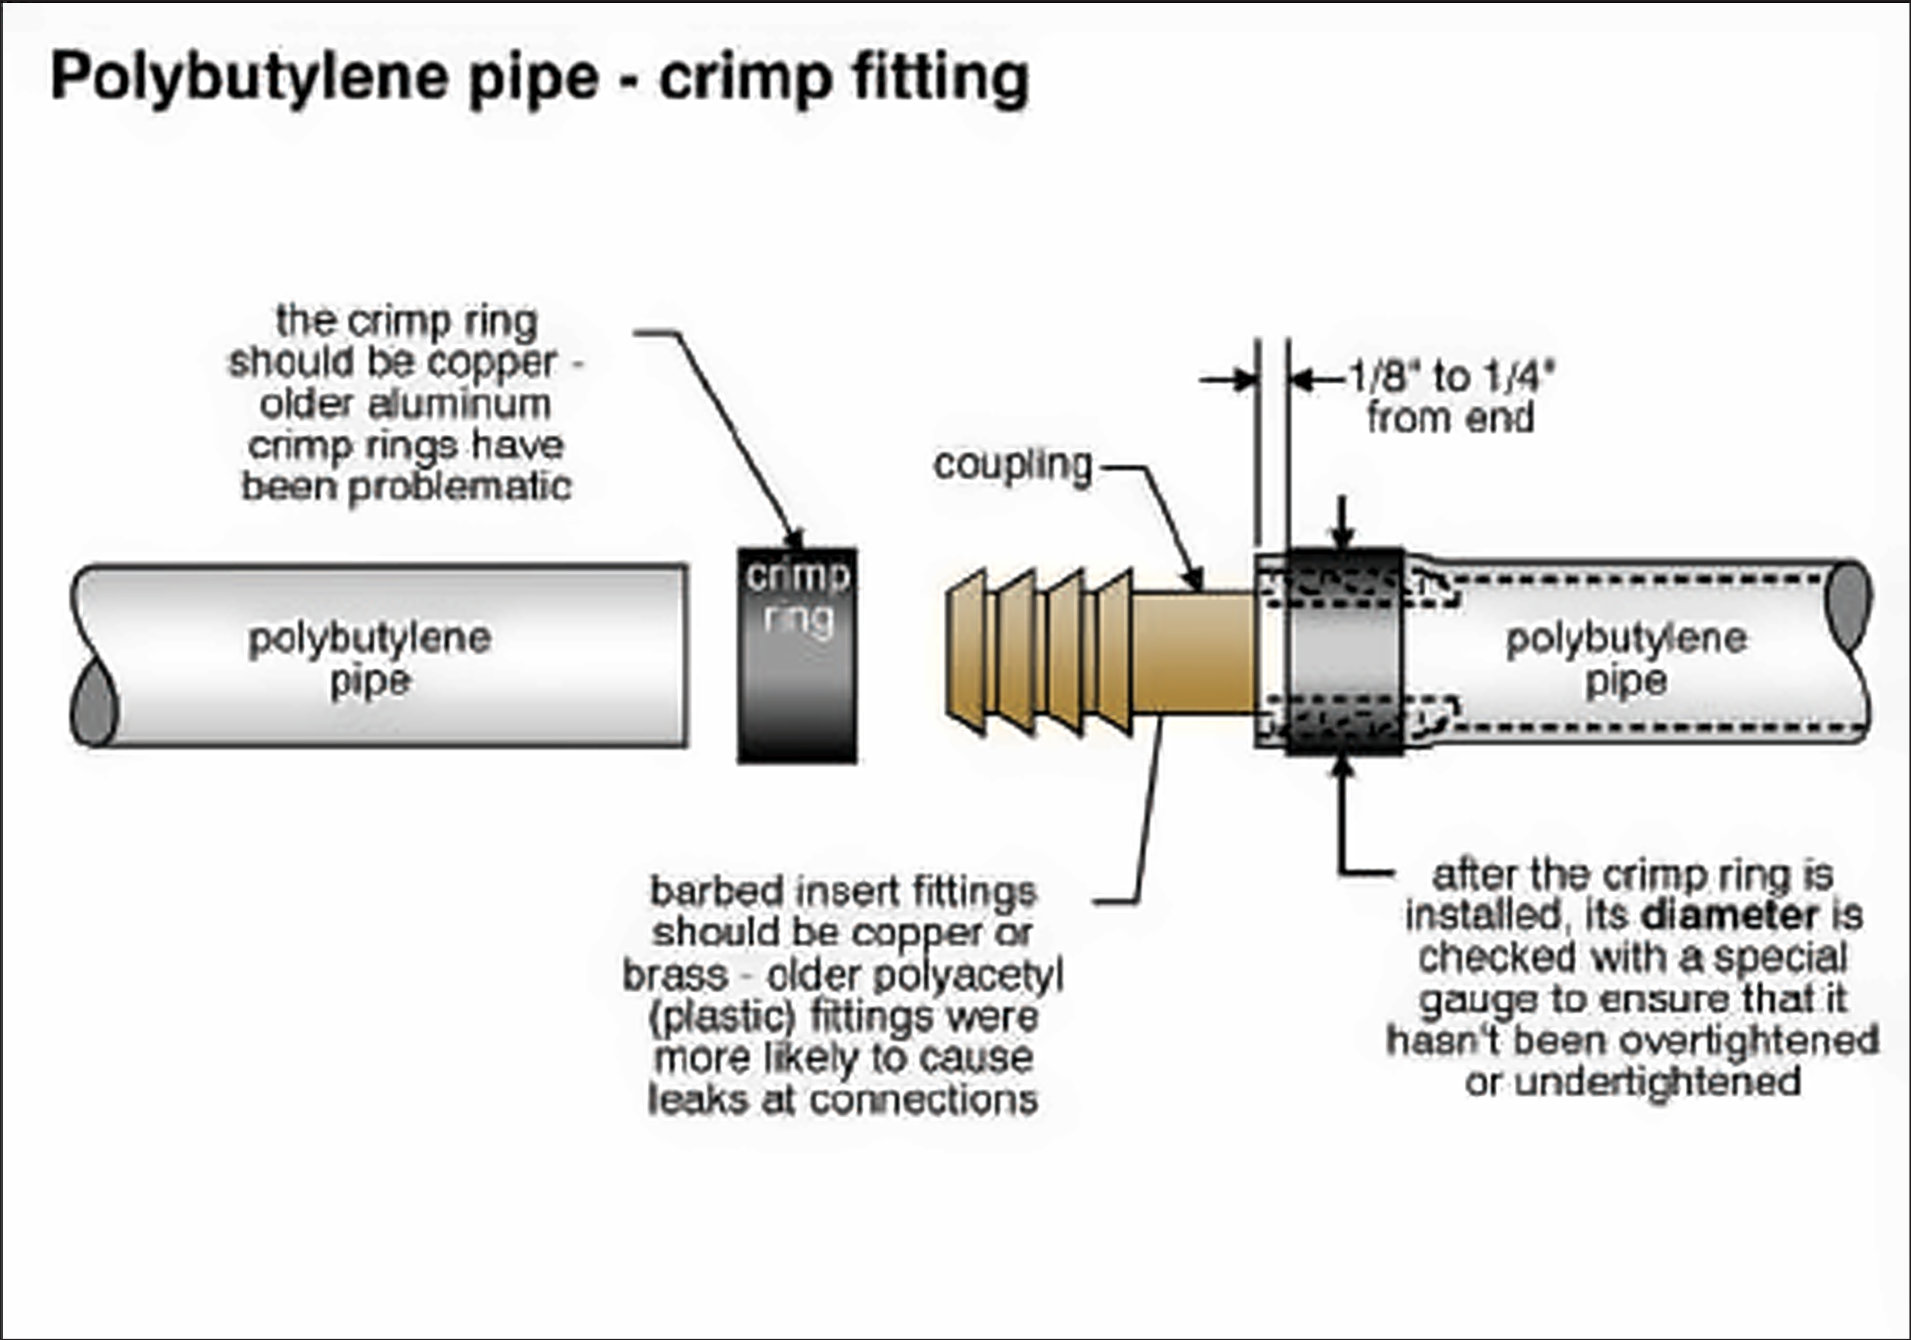 Polybutylene pipe - crimp fitting
the crimp ring
should be copper -
older aluminum
crimp rings have
been problematic
1/8" to 1/4"
from end
coupling
crimp
ring
polybutylene
pipe
polybutylene
pipe
barbed insert fittings
should be copper or
brass - older polyacetyl
(plastic) fittings were
more likely to cause
leaks at connections
after the crimp ring is
installed, its diameter is
checked with a special
gauge to ensure that it
hasn't been overtightened
or undertightened